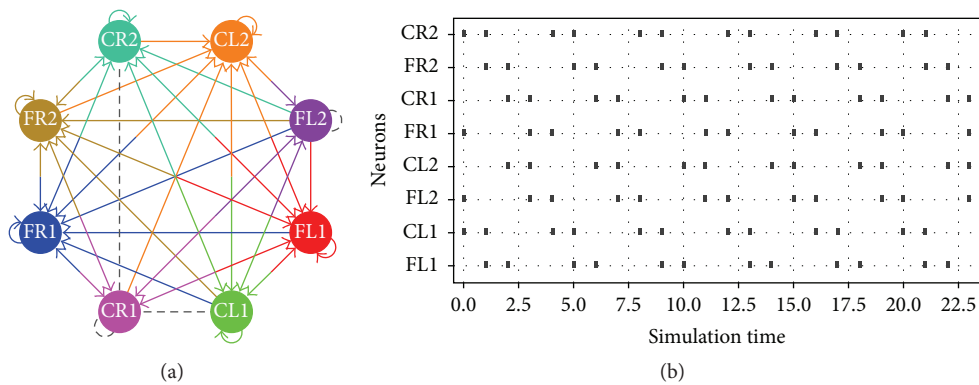 CR2
CL2
FR2
FL2
FR1
FL1
CR1
CL1
(a)
Neurons
CR2
FR2
CR1
FR1
CL2
FL2
CL1
FL1
0.0 2.5 5.0 7.5 10.0 12.5 15.0 17.5 20.0 22.5
Simulation time
(b)